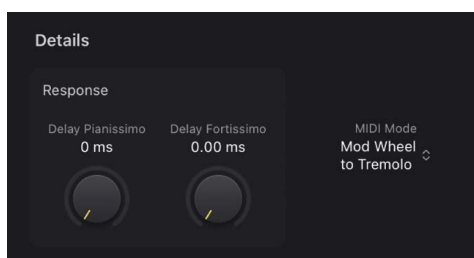 Details
Response
Delay Pianissimo
0 ms
Delay Fortissimo
0.00 ms
MIDI Mode
Mod Wheel
to Tremolo